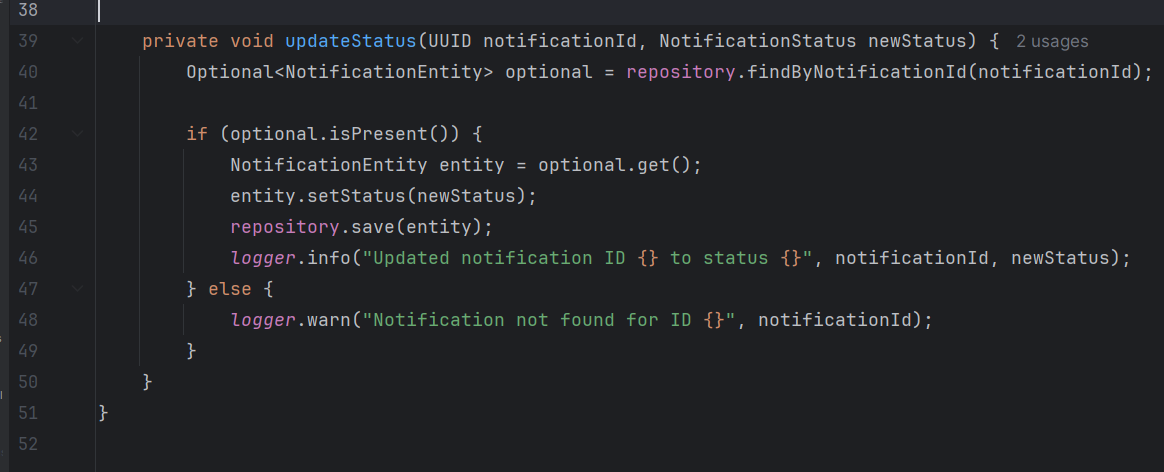 38
39 private void updateStatus(UUID notificationId, NotificationStatus newStatus) { 2 usages
40 Optional<NotificationEntity> optional = repository.findByNotificationId(notificationId);
41
42 if (optional.isPresent()) {
43 NotificationEntity entity = optional.get();
44 entity.setStatus(newStatus);
45 repository.save(entity);
46 logger.info("Updated notification ID {} to status {}", notificationId, newStatus);
47 } else {
48 logger.warn("Notification not found for ID {}", notificationId);
49 }
50 }
51 }
52